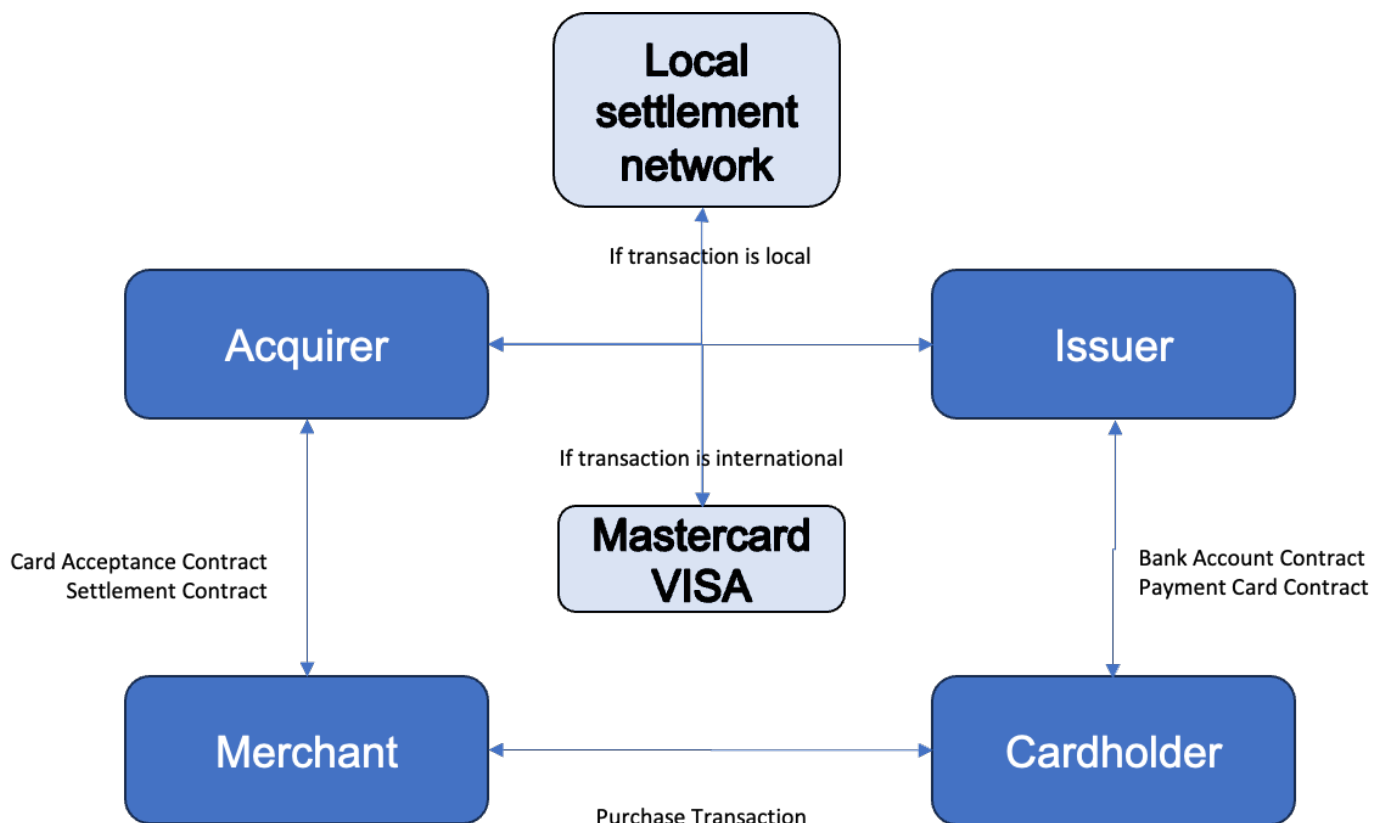 Local
settlement
network
If transaction is local
Acquirer
Issuer
If transaction is international
Mastercard
VISA
Card Acceptance Contract
Settlement Contract
Bank Account Contract
Payment Card Contract
Merchant
Cardholder
Purchase Transaction